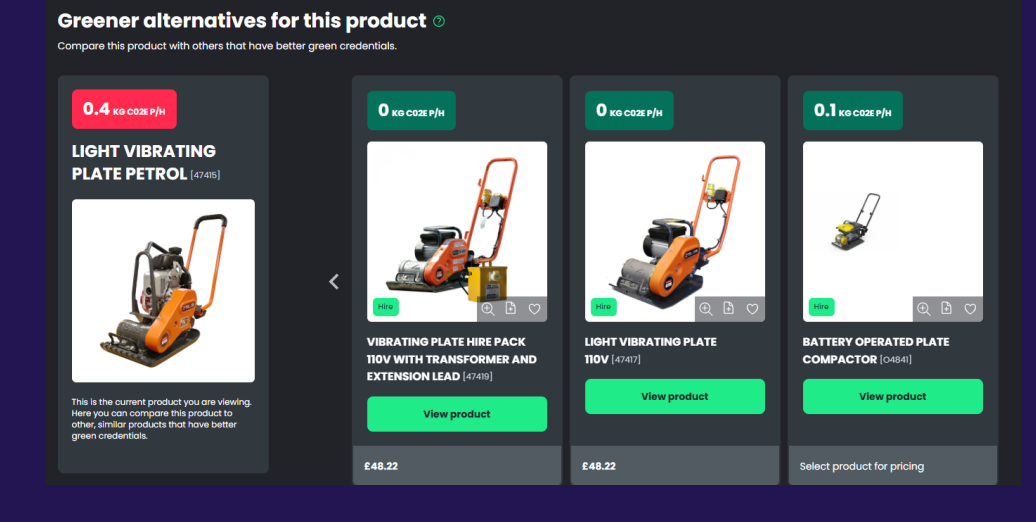 Greener alternatives for this product
Compare this product with others that have better green credentials.
0.4 KG CO2E P/H
LIGHT VIBRATING
PLATE PETROL [47415]
This is the current product you are viewing.
Here you can compare this product to
other, similar products that have better
green credentials.
0 KG CO2E P/H
Hire
VIBRATING PLATE HIRE PACK
110V WITH TRANSFORMER AND
EXTENSION LEAD [47419]
View product
£48.22
0 KG CO2E P/H
Hire
LIGHT VIBRATING PLATE
110V [47417]
View product
£48.22
0.1 KG CO2E P/H
Hire
BATTERY OPERATED PLATE
COMPACTOR [04841]
View product
Select product for pricing